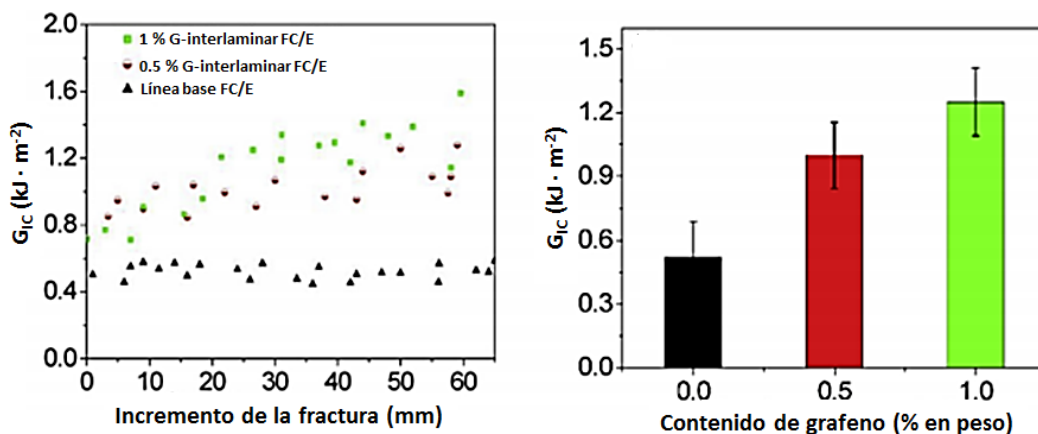 2.0
1.6
1.2
0.8
0.4
0.0
G_IC (kJ · m⁻²)
1 % G-interlaminar FC/E
0.5 % G-interlaminar FC/E
Línea base FC/E
0 10 20 30 40 50 60
Incremento de la fractura (mm)
1.5
1.2
0.9
0.6
0.3
0.0
G_IC (kJ · m⁻²)
0.0 0.5 1.0
Contenido de grafeno (% en peso)